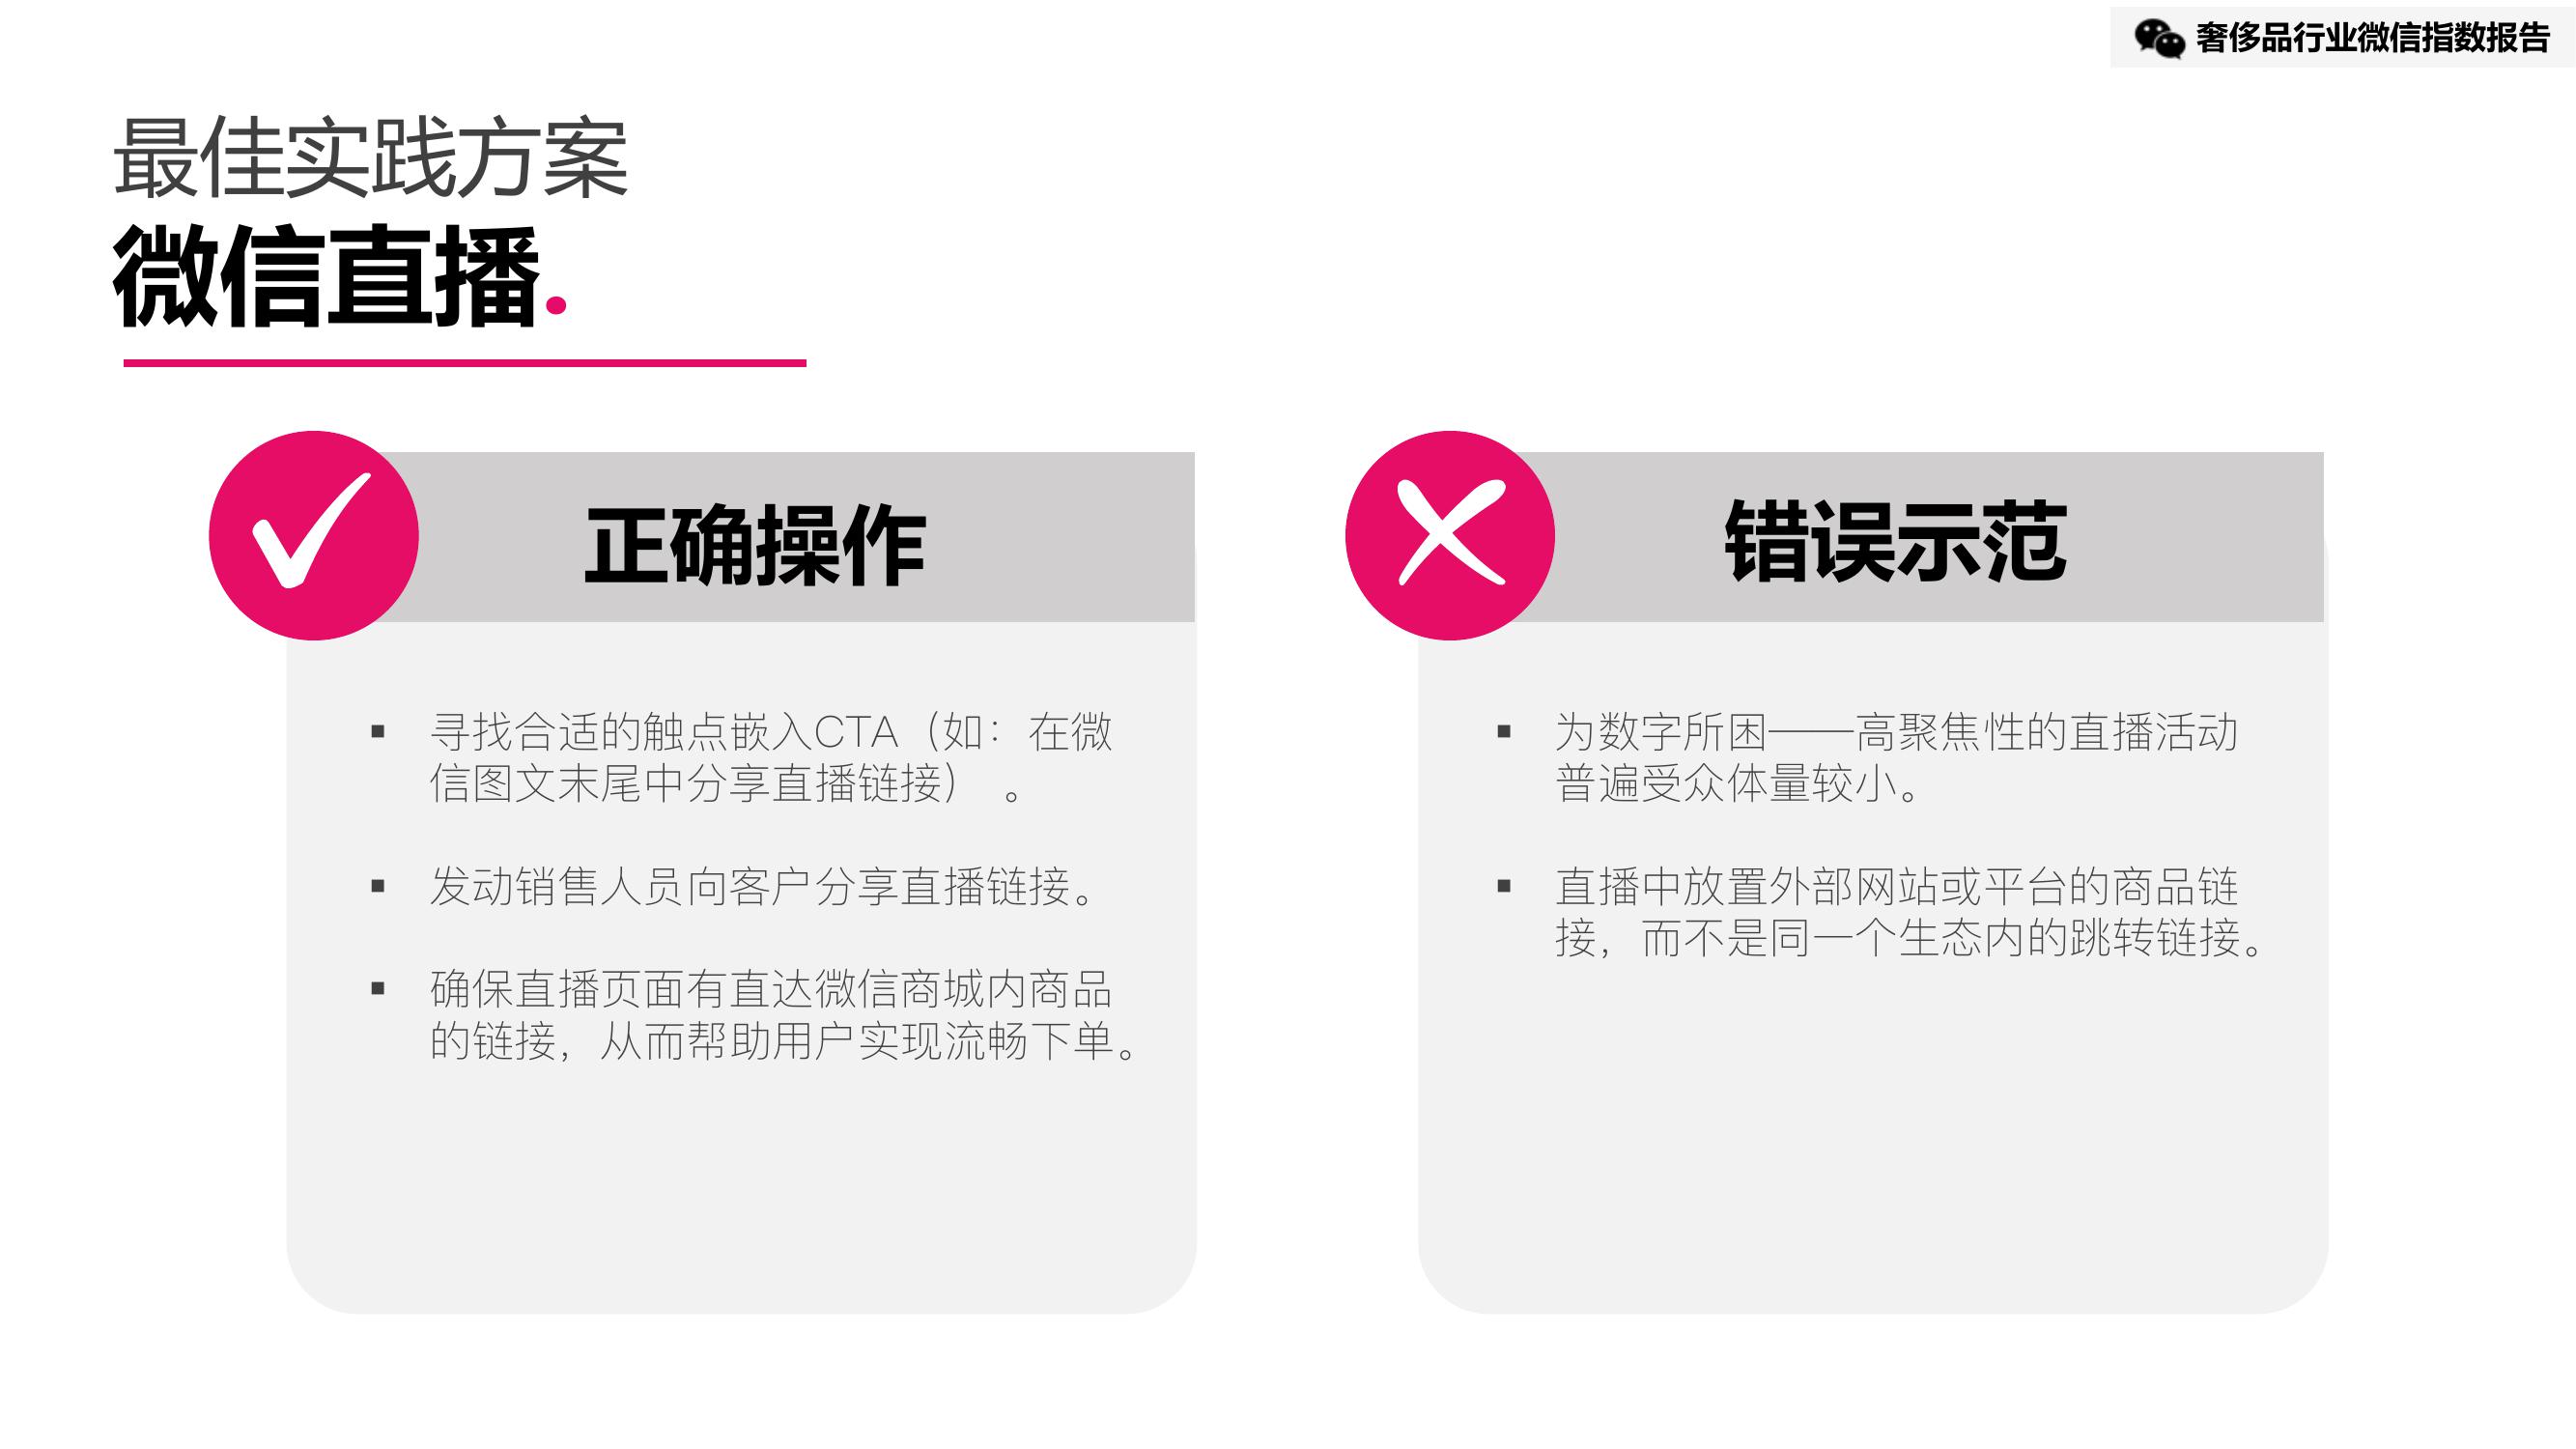 奢侈品行业微信指数报告
最佳实践方案
微信直播.
正确操作
▪ 寻找合适的触点嵌入CTA（如：在微
信图文末尾中分享直播链接） 。
▪ 发动销售人员向客户分享直播链接。
▪ 确保直播页面有直达微信商城内商品
的链接，从而帮助用户实现流畅下单。
错误示范
▪ 为数字所困——高聚焦性的直播活动
普遍受众体量较小。
▪ 直播中放置外部网站或平台的商品链
接，而不是同一个生态内的跳转链接。